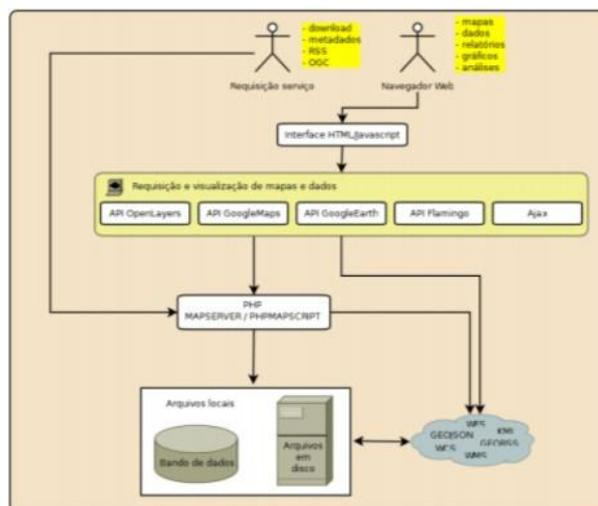 - download
- metadados
- RSS
- OGC
Requisição serviço
- mapas
- dados
- relatórios
- gráficos
- análises
Navegador Web
Interface HTML/Javascript
Requisição e visualização de mapas e dados
API OpenLayers
API GoogleMaps
API GoogleEarth
API Flamingo
Ajax
PHP
MAPSERVER / PHPMAPSCRIPT
Arquivos locais
Bando de dados
Arquivos
em
disco
WFS
KML
GEOJSON
GEORSS
WCS
WMS